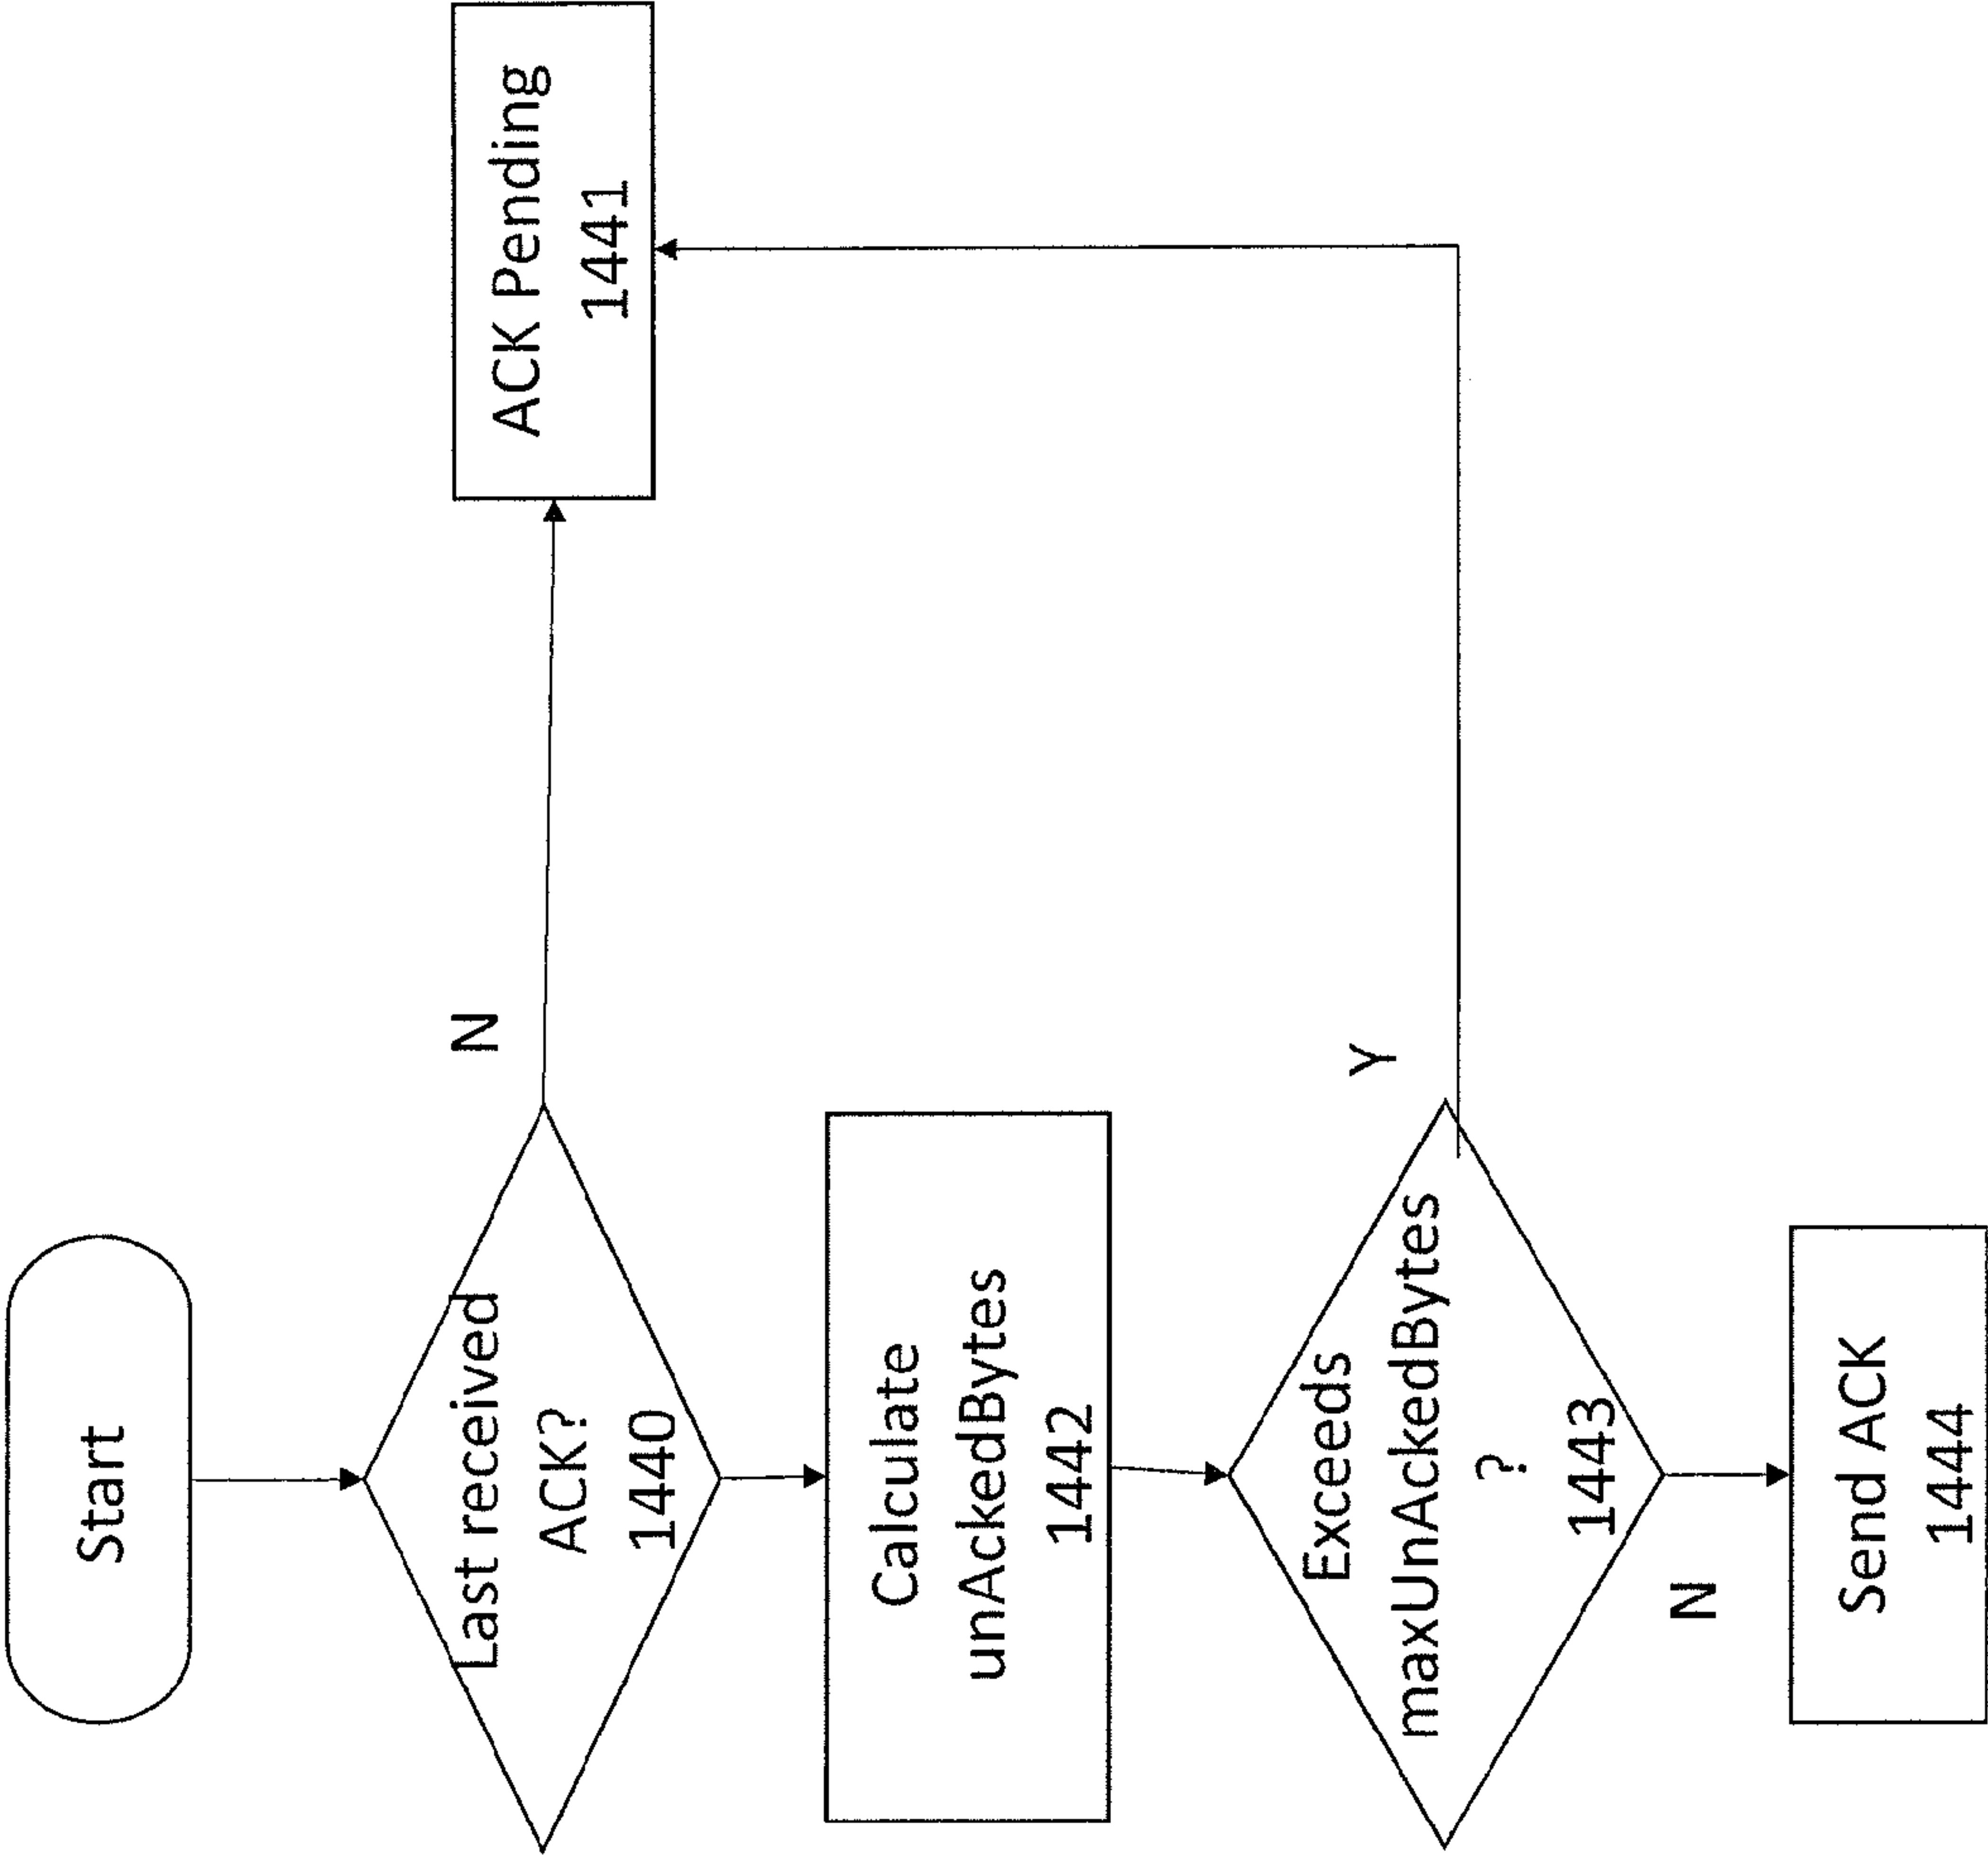 Start
Last received
ACK?
1440
N
ACK Pending
1441
Calculate
unAckedBytes
1442
Exceeds
maxUnAckedBytes
?
1443
Y
N
Send ACK
1444